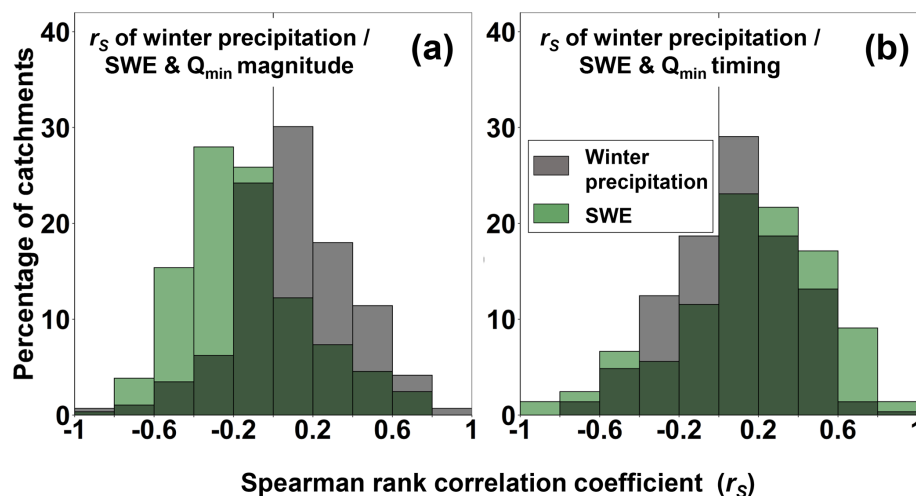 r_S of winter precipitation /
SWE & Q_min magnitude
(a)
r_S of winter precipitation /
SWE & Q_min timing
(b)
Winter
precipitation
SWE
Percentage of catchments
40
30
20
10
0
-1
-0.6
-0.2
0.2
0.6
1
40
30
20
10
0
-1
-0.6
-0.2
0.2
0.6
1
Spearman rank correlation coefficient (r_S)